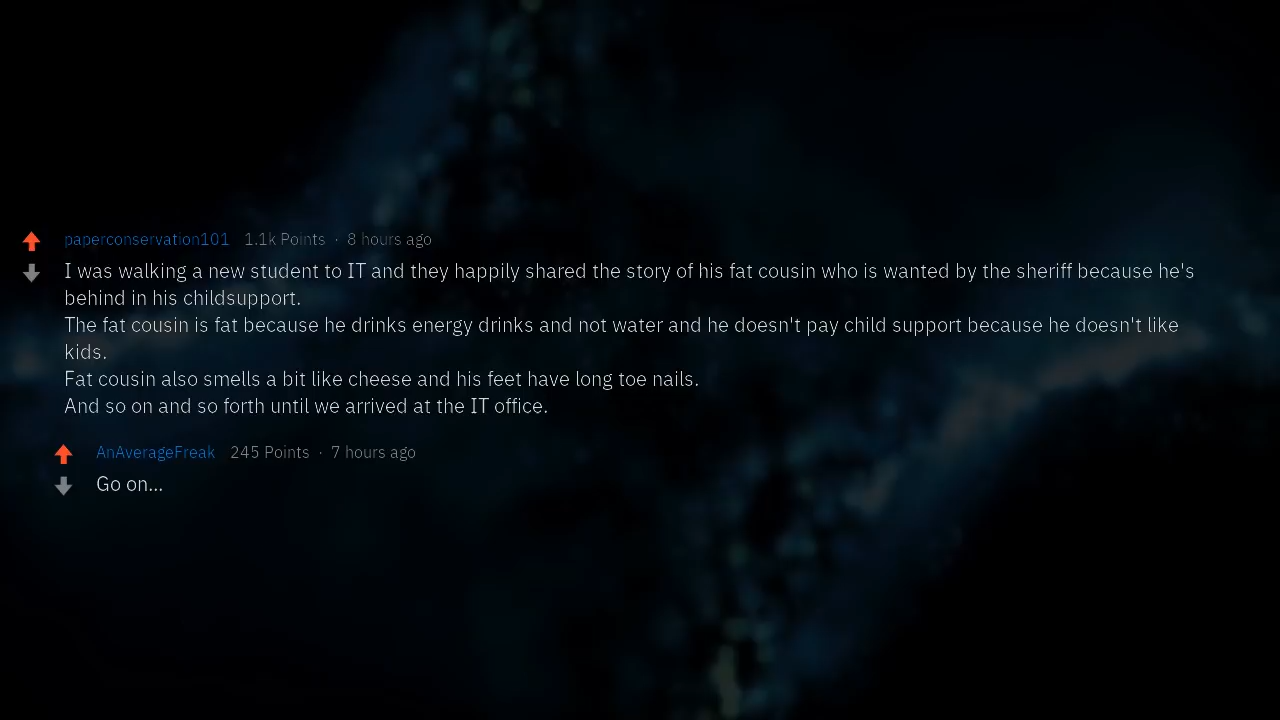 paperconservation101 1.1k Points · 8 hours ago
I was walking a new student to IT and they happily shared the story of his fat cousin who is wanted by the sheriff because he's
behind in his childsupport.
The fat cousin is fat because he drinks energy drinks and not water and he doesn't pay child support because he doesn't like
kids.
Fat cousin also smells a bit like cheese and his feet have long toe nails.
And so on and so forth until we arrived at the IT office.
AnAverageFreak 245 Points · 7 hours ago
Go on...